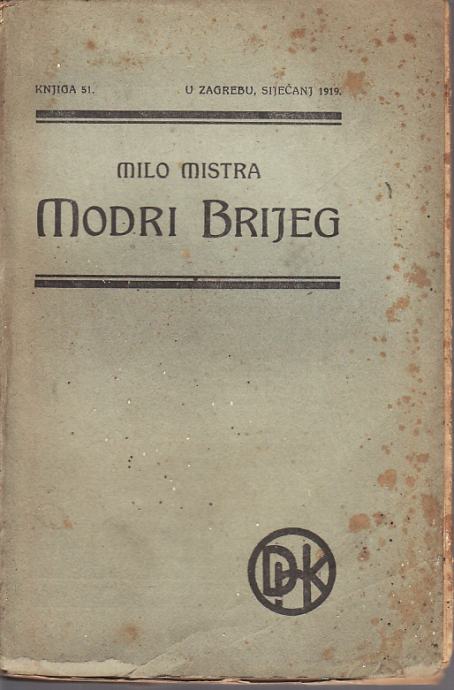 KNJIGA 51. U ZAGREBU, SIJEČANJ 1919.
MILO MISTRA
MODRI BRIJEG
DHK